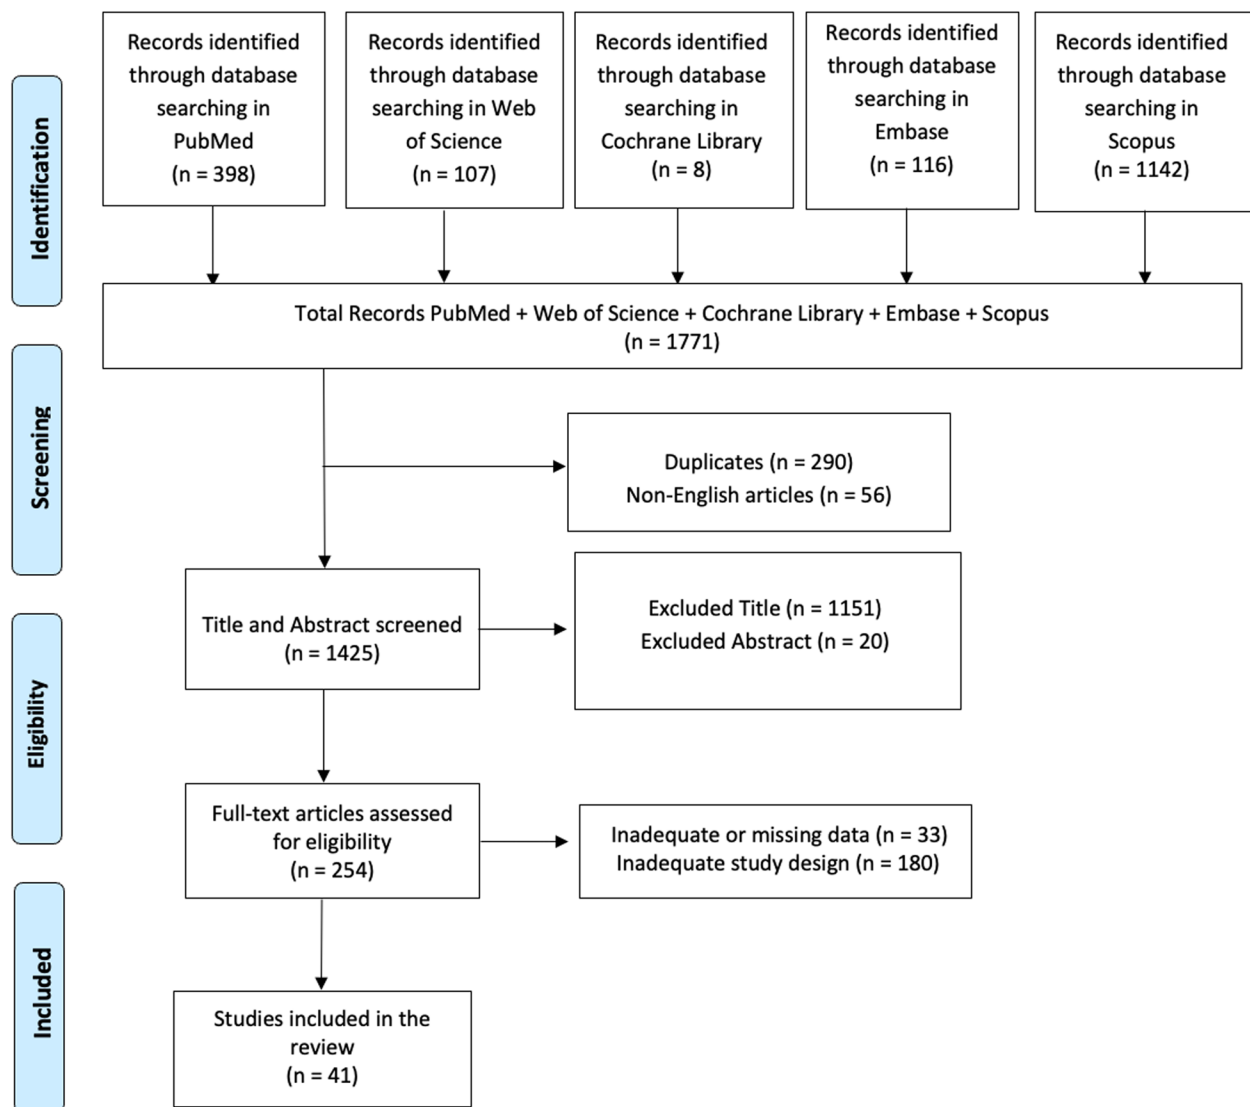 Identification
Records identified
through database
searching in
PubMed
(n = 398)
Records identified
through database
searching in Web
of Science
(n = 107)
Records identified
through database
searching in
Cochrane Library
(n = 8)
Records identified
through database
searching in
Embase
(n = 116)
Records identified
through database
searching in
Scopus
(n = 1142)
Total Records PubMed + Web of Science + Cochrane Library + Embase + Scopus
(n = 1771)
Screening
Duplicates (n = 290)
Non-English articles (n = 56)
Title and Abstract screened
(n = 1425)
Excluded Title (n = 1151)
Excluded Abstract (n = 20)
Eligibility
Full-text articles assessed
for eligibility
(n = 254)
Inadequate or missing data (n = 33)
Inadequate study design (n = 180)
Included
Studies included in the
review
(n = 41)